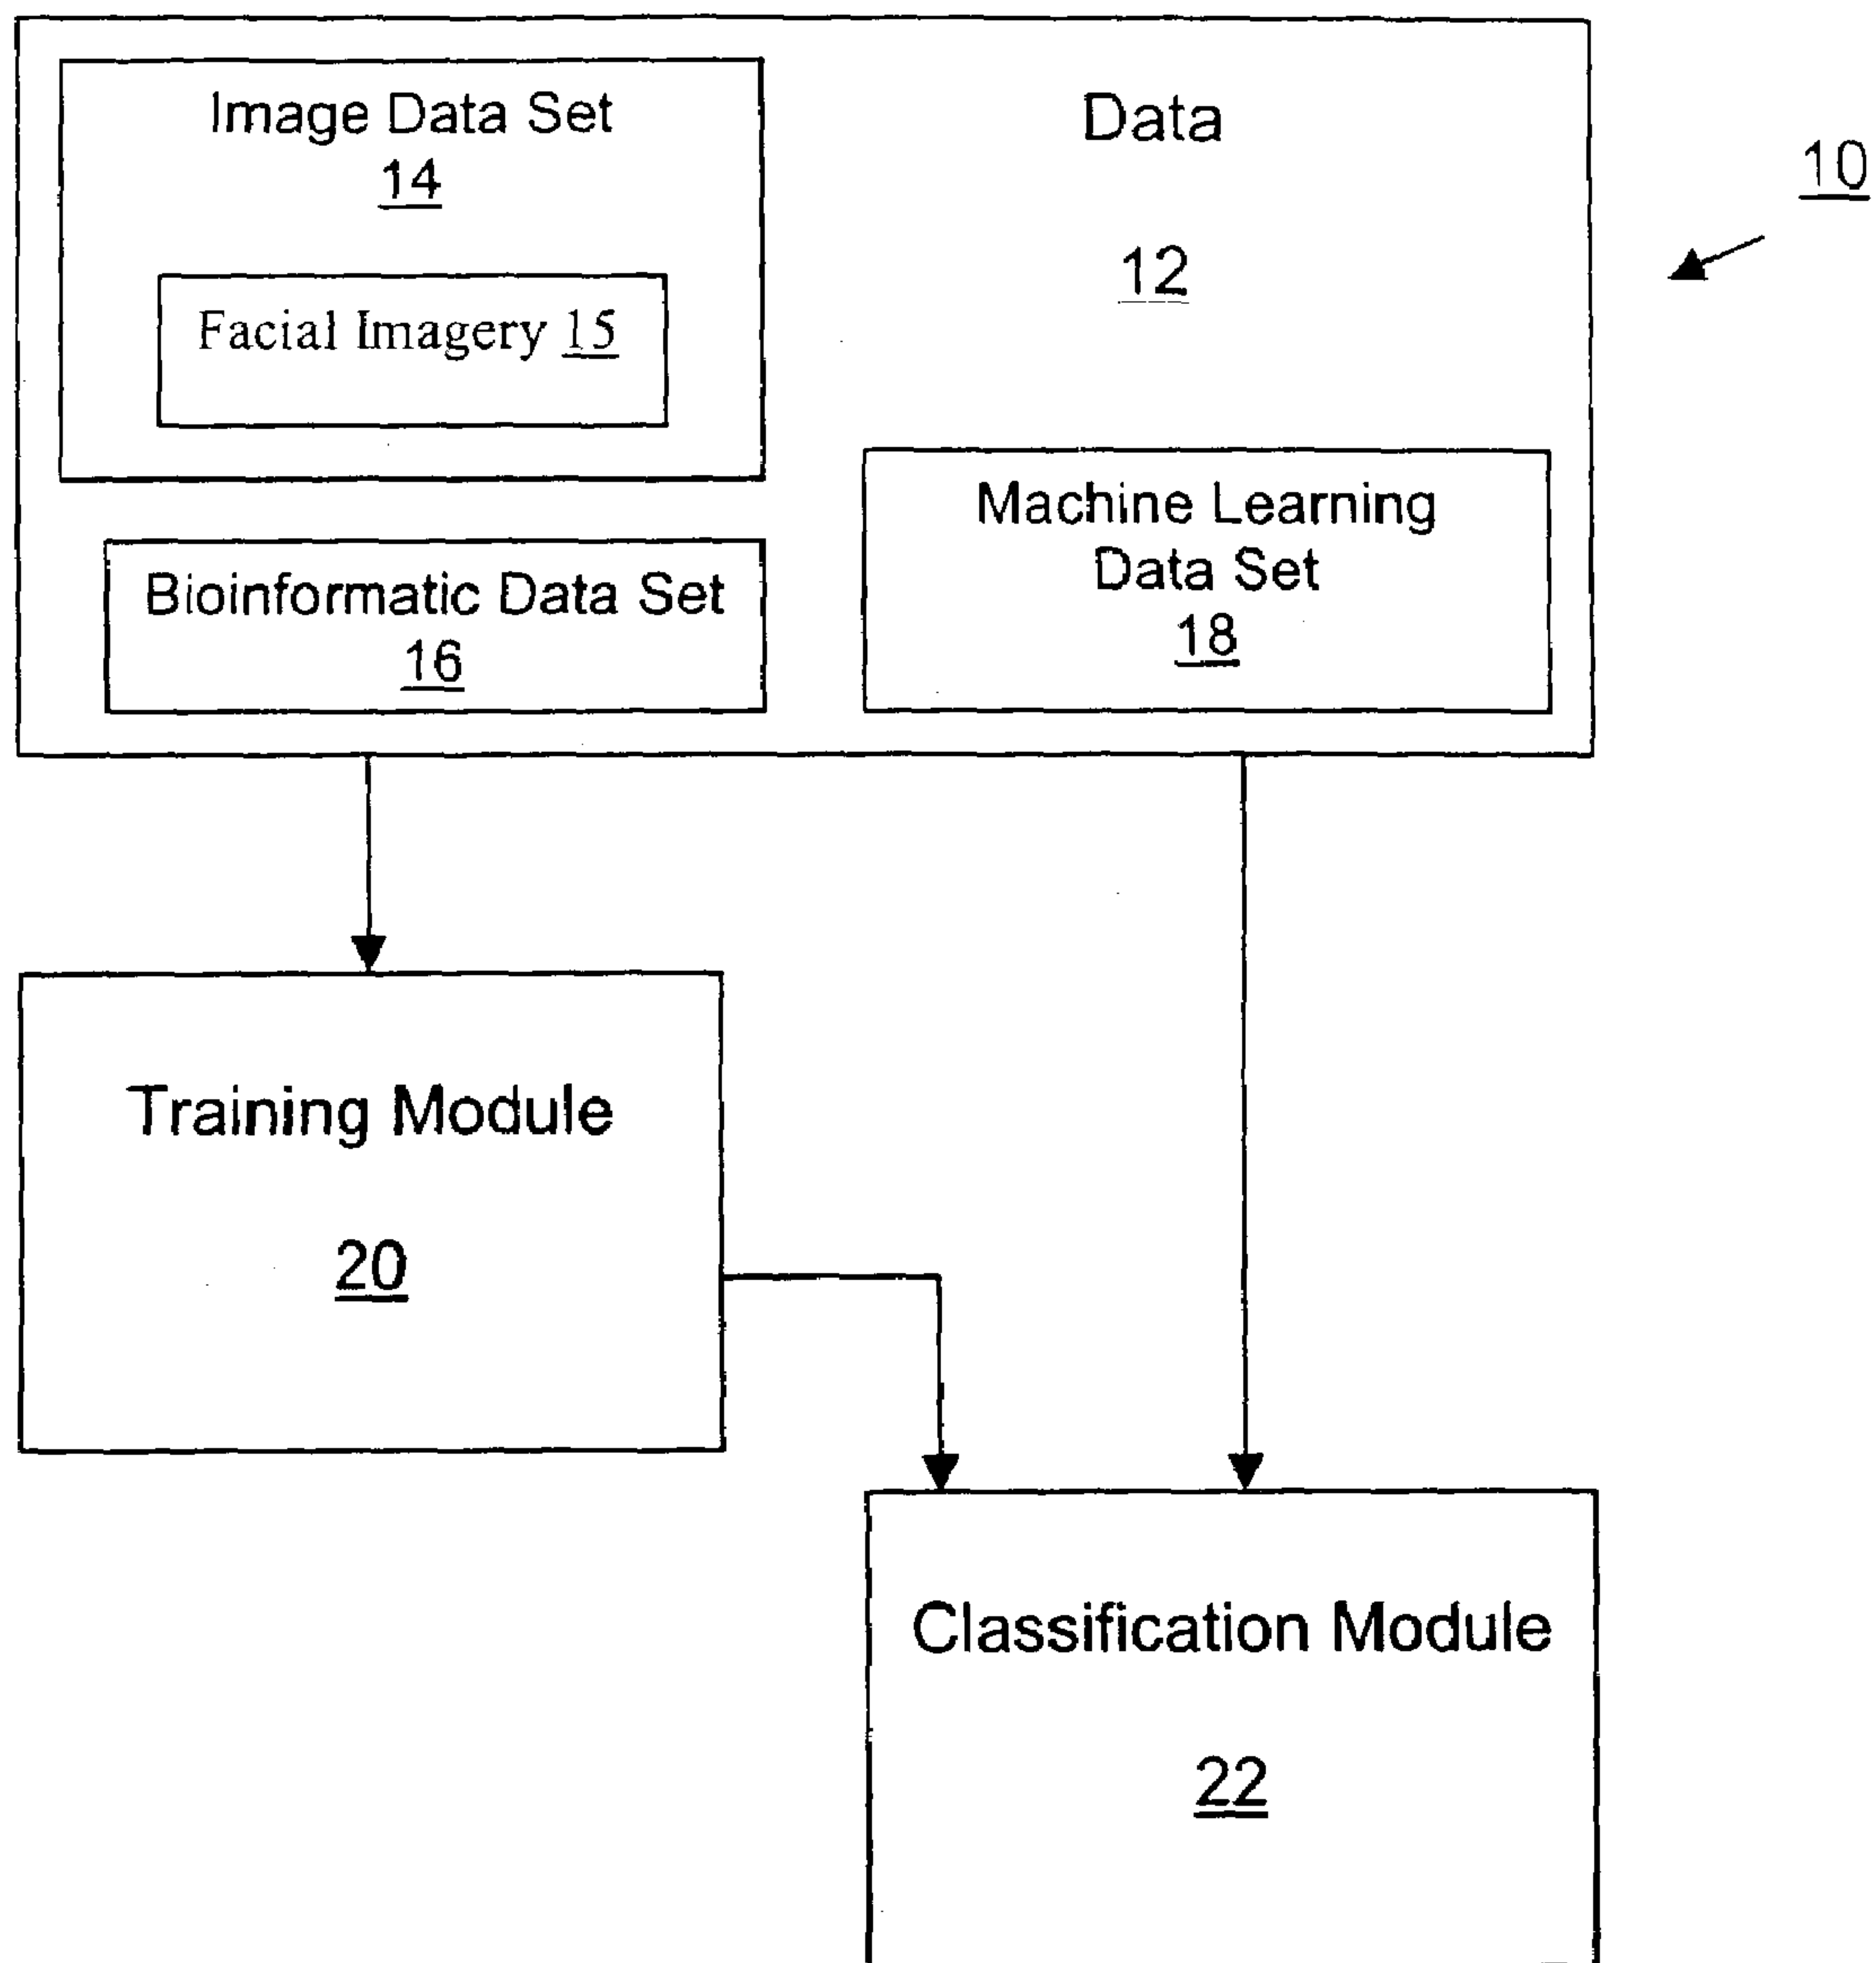 Image Data Set
14
Facial Imagery 15
Data
12
10
Bioinformatic Data Set
16
Machine Learning
Data Set
18
Training Module
20
Classification Module
22